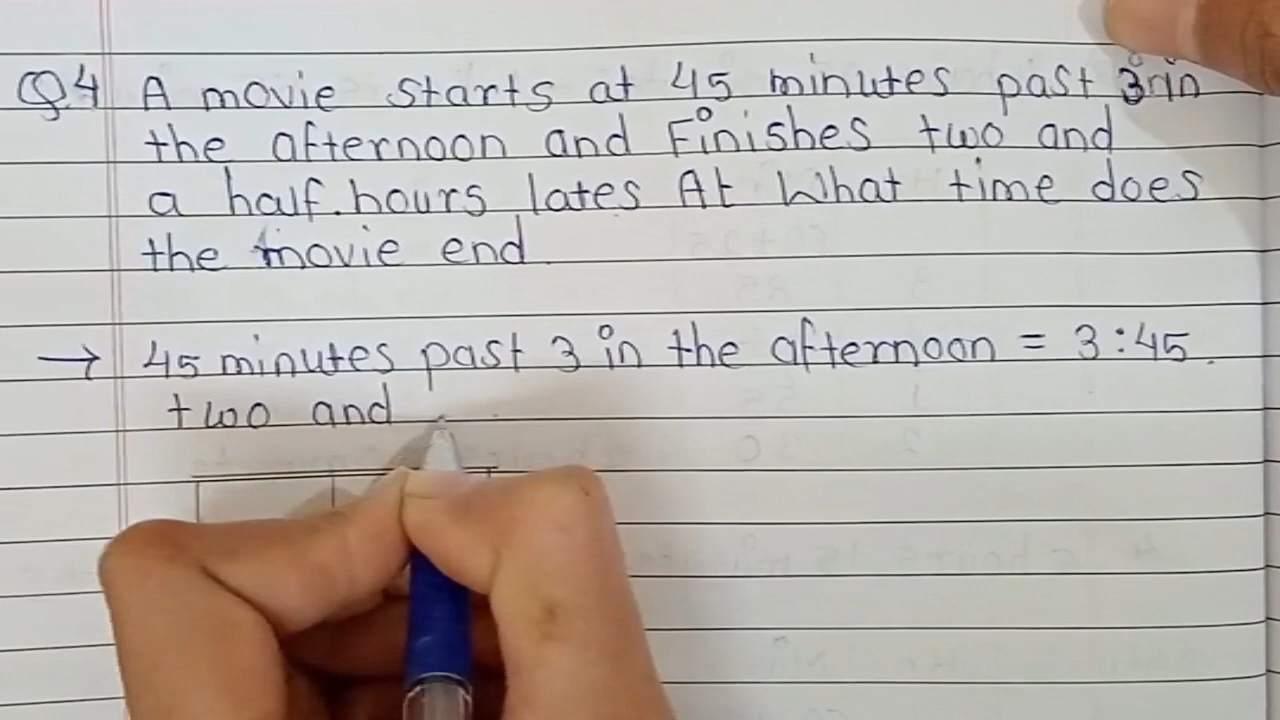 Q.4 A movie starts at 45 minutes past 3 in
the afternoon and Finishes two and
a half.hours lates At What time does
the movie end
→ 45 minutes past 3 in the afternoon = 3:45.
two and